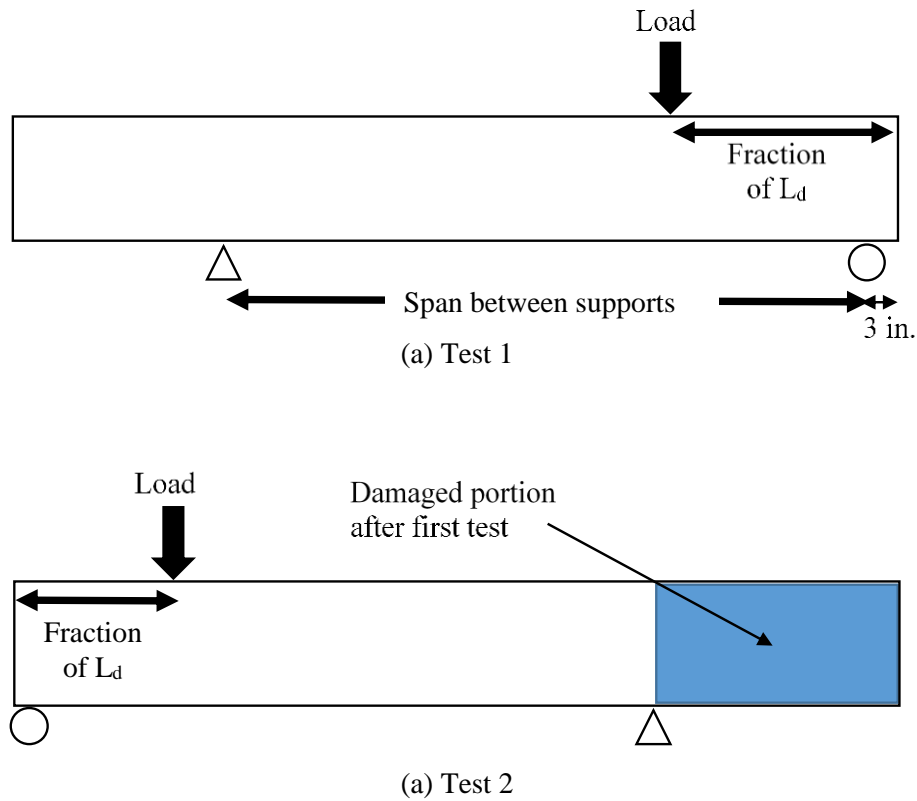 Load
Fraction
of Ld
Span between supports
3 in.
(a) Test 1
Load
Damaged portion
after first test
Fraction
of Ld
(a) Test 2